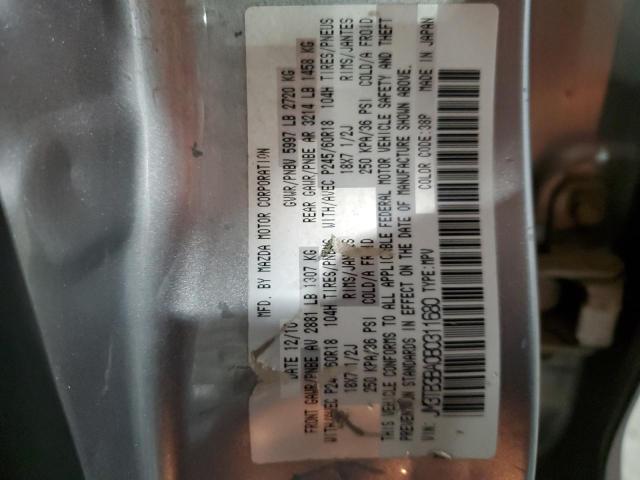 MFD. BY MAZDA MOTOR CORPORATION
DATE 12/10 GVWR/PNBV 5997 LB 2720 KG
FRONT GAWR/PNBE AV 2881 LB 1307 KG REAR GAWR/PNBE AR 3214 LB 1458 KG
WITH/AVEC P24 60R18 104H TIRES/PNEUS WITH/AVEC P245/60R18 104H TIRES/PNEUS
18X7 1/2J RIMS/JANTES 18X7 1/2J RIMS/JANTES
250 KPA/36 PSI COLD/A FROID 250 KPA/36 PSI COLD/A FROID
THIS VEHICLE CONFORMS TO ALL APPLICABLE FEDERAL MOTOR VEHICLE SAFETY AND THEFT
PREVENTION STANDARDS IN EFFECT ON THE DATE OF MANUFACTURE SHOWN ABOVE.
VIN: JM3TB3BA0B0311680 TYPE:MPV COLOR CODE:38P MADE IN JAPAN